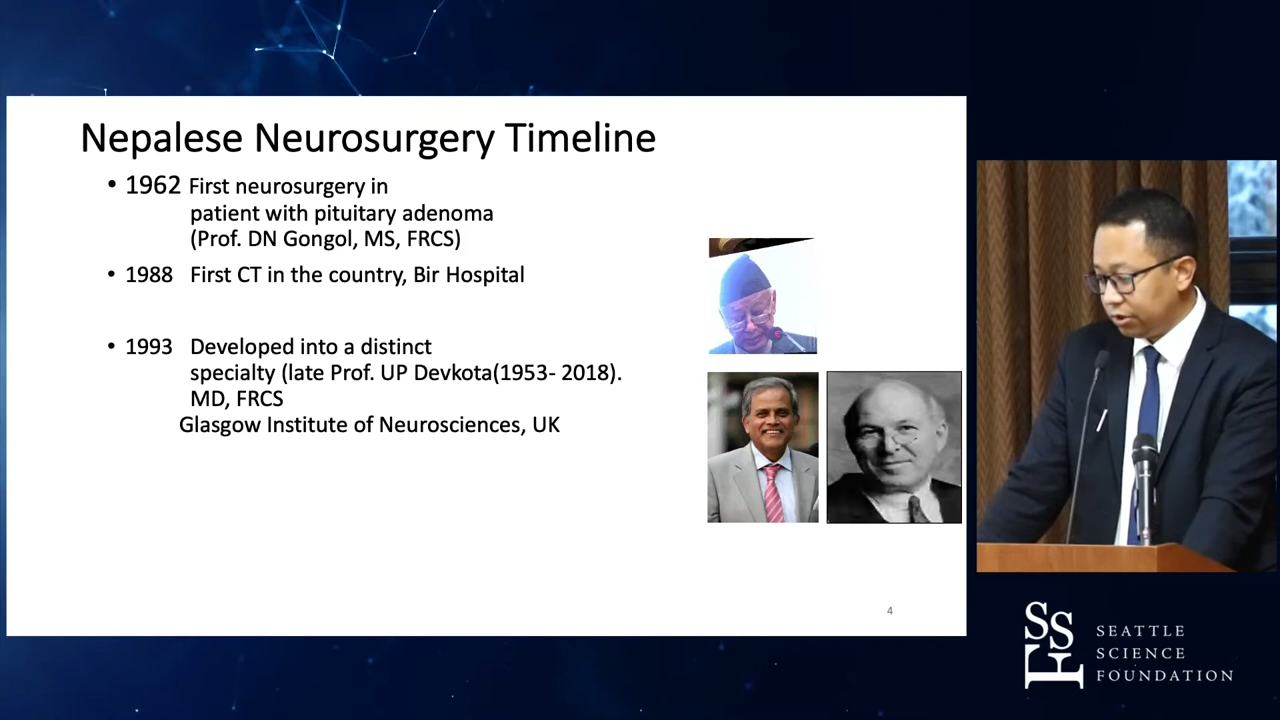 Nepalese Neurosurgery Timeline
• 1962 First neurosurgery in
patient with pituitary adenoma
(Prof. DN Gongol, MS, FRCS)
• 1988 First CT in the country, Bir Hospital
• 1993 Developed into a distinct
specialty (late Prof. UP Devkota(1953- 2018).
MD, FRCS
Glasgow Institute of Neurosciences, UK
4
SSF
SEATTLE
SCIENCE
FOUNDATION